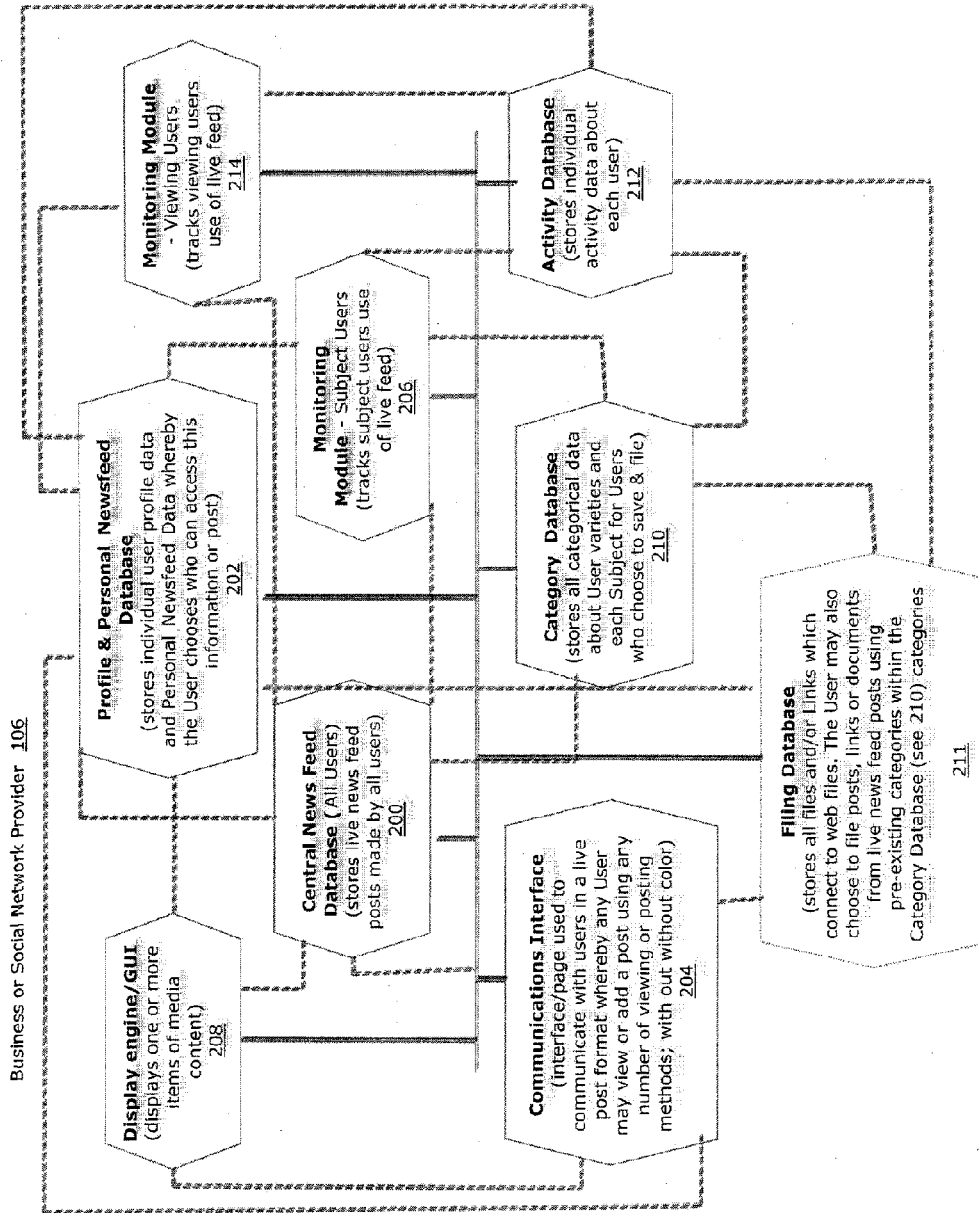 Business or Social Network Provider 106
Display engine/GUI
(displays one or more
items of media
content)
208
Profile & Personal Newsfeed
Database
(stores individual user profile data
and Personal Newsfeed Data whereby
the User chooses who can access this
information or post)
202
Monitoring Module
- Viewing Users
(tracks viewing users
use of live feed)
214
Central News Feed
Database (All Users)
(stores live news feed
posts made by all users)
200
Monitoring
Module - Subject Users
(tracks subject users use
of live feed)
206
Communications Interface
(interface/page used to
communicate with users in a live
post format whereby any User
may view or add a post using any
number of viewing or posting
methods; with out without color)
204
Category Database
(stores all categorical data
about User varieties and
each Subject for Users
who choose to save & file)
210
Activity Database
(stores individual
activity data about
each user)
212
Filing Database
(stores all files and/or Links which
connect to web files. The User may also
choose to file posts, links or documents
from live news feed posts using
pre-existing categories within the
Category Database (see 210) categories
211